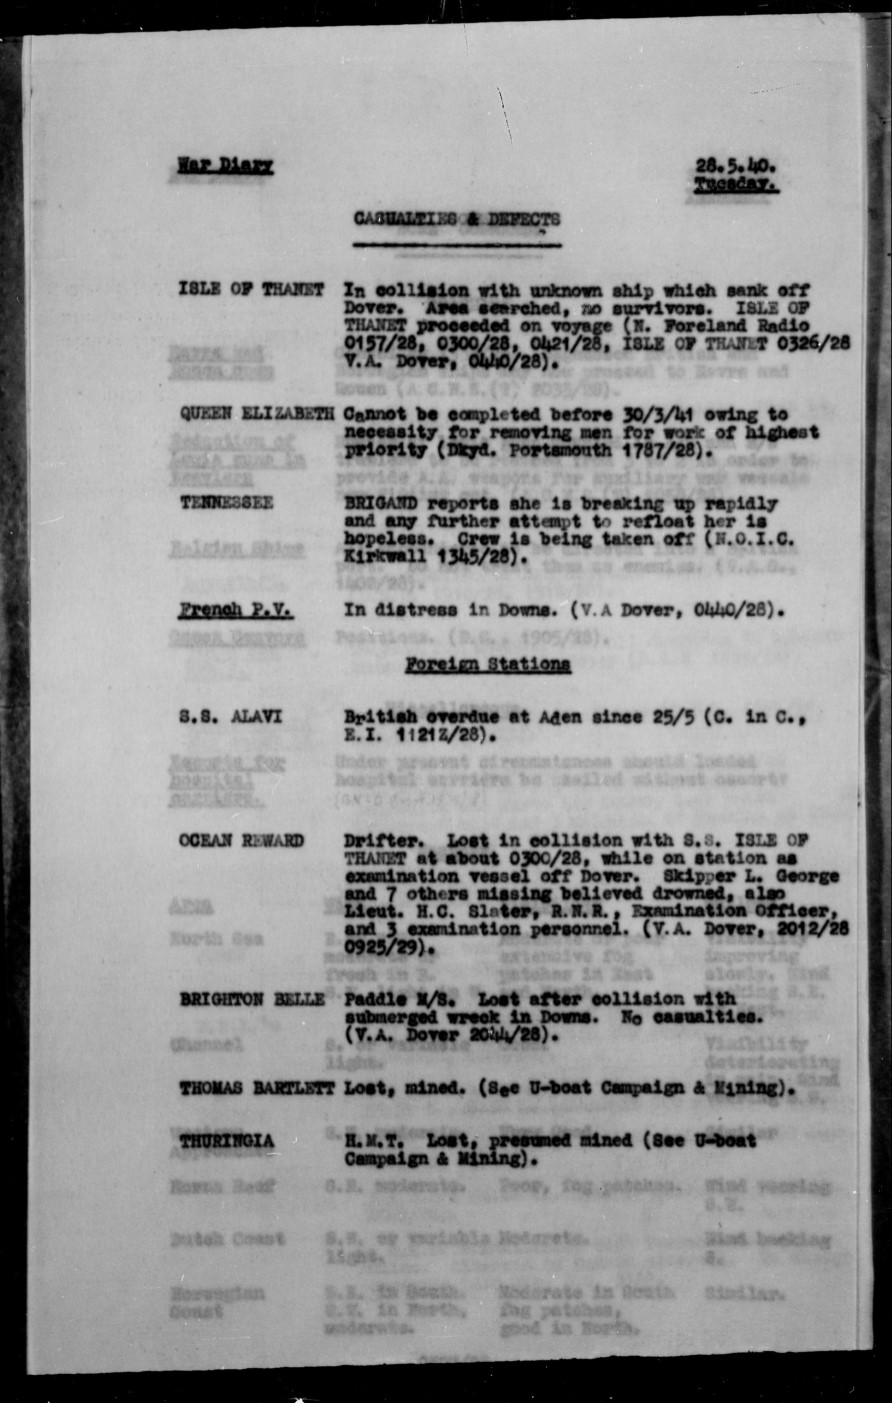 War Diary 28.5.40.
Tuesday.
CASUALTIES & DEFECTS
ISLE OF THANET In collision with unknown ship which sank off
Dover. Area searched, no survivors. ISLE OF
THANET proceeded on voyage (N. Foreland Radio
0157/28, 0300/28, 0421/28, ISLE OF THANET 0326/28
V.A. Dover, 0440/28).
QUEEN ELIZABETH Cannot be completed before 30/3/41 owing to
necessity for removing men for work of highest
priority (Dkyd. Portsmouth 1787/28).
TENNESSEE BRIGAND reports she is breaking up rapidly
and any further attempt to refloat her is
hopeless. Crew is being taken off (N.O.I.C.
Kirkwall 1345/28).
French P.V. In distress in Downs. (V.A Dover, 0440/28).
Foreign Stations
S.S. ALAVI British overdue at Aden since 25/5 (C. in C.,
E.I. 1121Z/28).
OCEAN REWARD Drifter. Lost in collision with S.S. ISLE OF
THANET at about 0300/28, while on station as
examination vessel off Dover. Skipper L. George
and 7 others missing believed drowned, also
Lieut. H.C. Slater, R.N.R., Examination Officer,
and 3 examination personnel. (V.A. Dover, 2012/28
0925/29).
BRIGHTON BELLE Paddle M/S. Lost after collision with
submerged wreck in Downs. No casualties.
(V.A. Dover 2044/28).
THOMAS BARTLETT Lost, mined. (See U-boat Campaign & Mining).
THURINGIA H.M.T. Lost, presumed mined (See U-boat
Campaign & Mining).